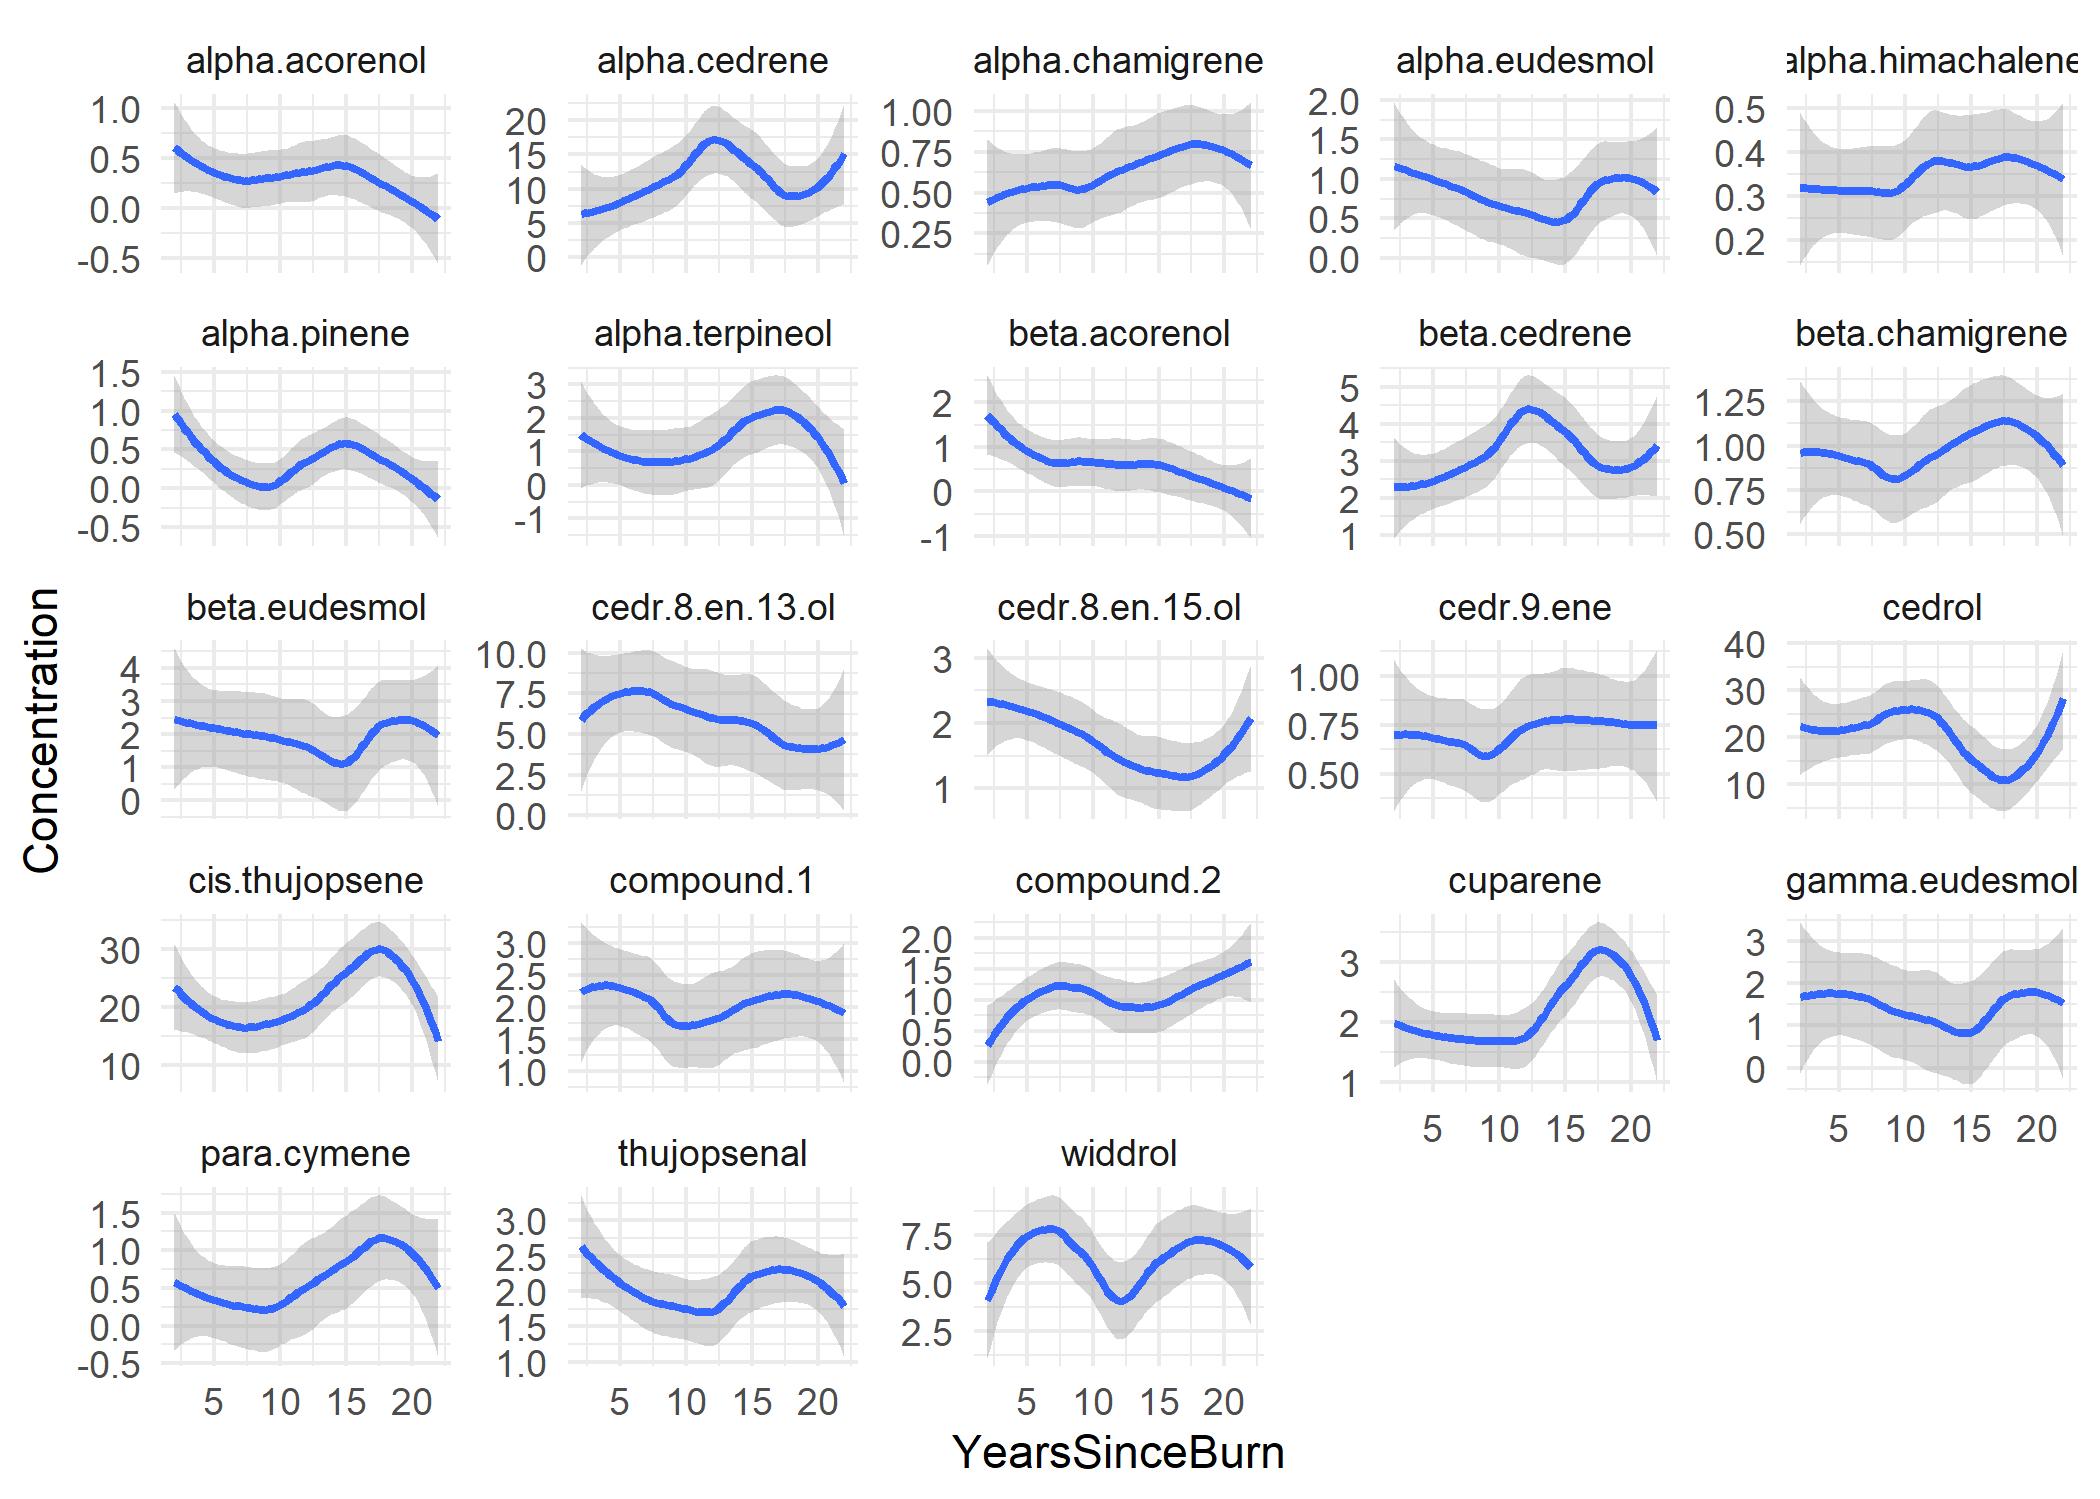 alpha.acorenol alpha.cedrene alpha.chamigrene alpha.eudesmol alpha.himachalene
1.0 0.5 0.0 -0.5
20 15 10 5 0
1.00 0.75 0.50 0.25
2.0 1.5 1.0 0.5 0.0
0.5 0.4 0.3 0.2
alpha.pinene alpha.terpineol beta.acorenol beta.cedrene beta.chamigrene
1.5 1.0 0.5 0.0 -0.5
3 2 1 0 -1
2 1 0 -1
5 4 3 2 1
1.25 1.00 0.75 0.50
Concentration
beta.eudesmol cedr.8.en.13.ol cedr.8.en.15.ol cedr.9.ene cedrol
4 3 2 1 0
10.0 7.5 5.0 2.5 0.0
3 2 1
1.00 0.75 0.50
40 30 20 10
cis.thujopsene compound.1 compound.2 cuparene gamma.eudesmol
30 20 10
3.0 2.5 2.0 1.5 1.0
2.0 1.5 1.0 0.5 0.0
3 2 1
3 2 1 0
5 10 15 20
5 10 15 20
para.cymene thujopsenal widdrol
1.5 1.0 0.5 0.0 -0.5
3.0 2.5 2.0 1.5 1.0
7.5 5.0 2.5
5 10 15 20
5 10 15 20
5 10 15 20
YearsSinceBurn